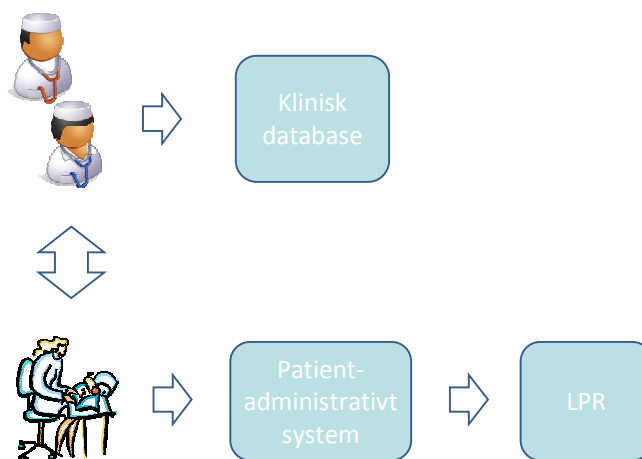 Klinisk
database
Patient-
administrativt
system
LPR